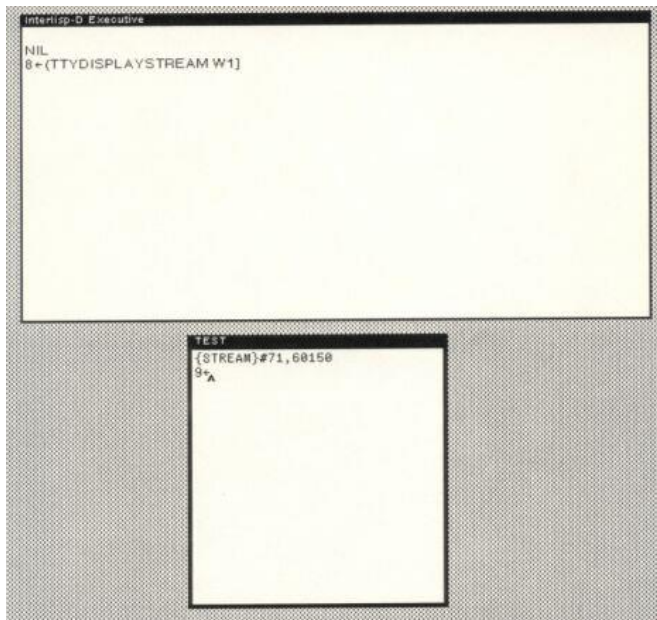 Interlisp-D Executive
NIL
8←(TTYDISPLAYSTREAM W1]
TEST
{STREAM}#71,60150
9←